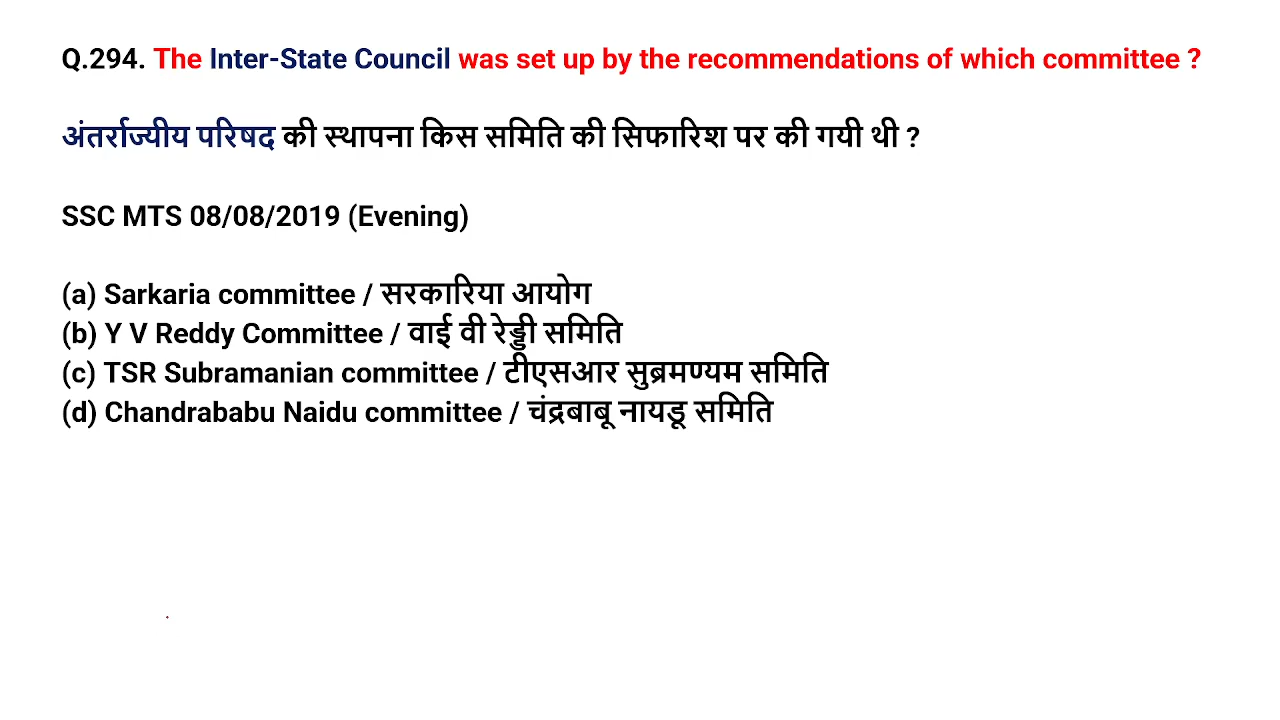 Q.294. The Inter-State Council was set up by the recommendations of which committee ?
अंतर्राज्यीय परिषद की स्थापना किस समिति की सिफारिश पर की गयी थी ?
SSC MTS 08/08/2019 (Evening)
(a) Sarkaria committee / सरकारिया आयोग
(b) Y V Reddy Committee / वाई वी रेड्डी समिति
(c) TSR Subramanian committee / टीएसआर सुब्रमण्यम समिति
(d) Chandrababu Naidu committee / चंद्रबाबू नायडू समिति